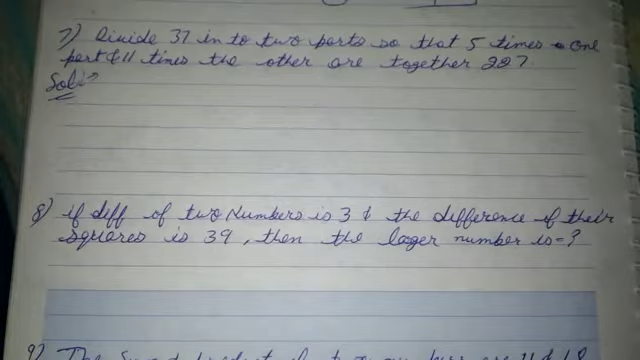 7) Divide 37 in to two parts so that 5 times one
part & 11 times the other are together 227
Sol:→
8) if diff of two Numbers is 3 & the difference of their
squares is 39, then the lager number is = ?
9) The